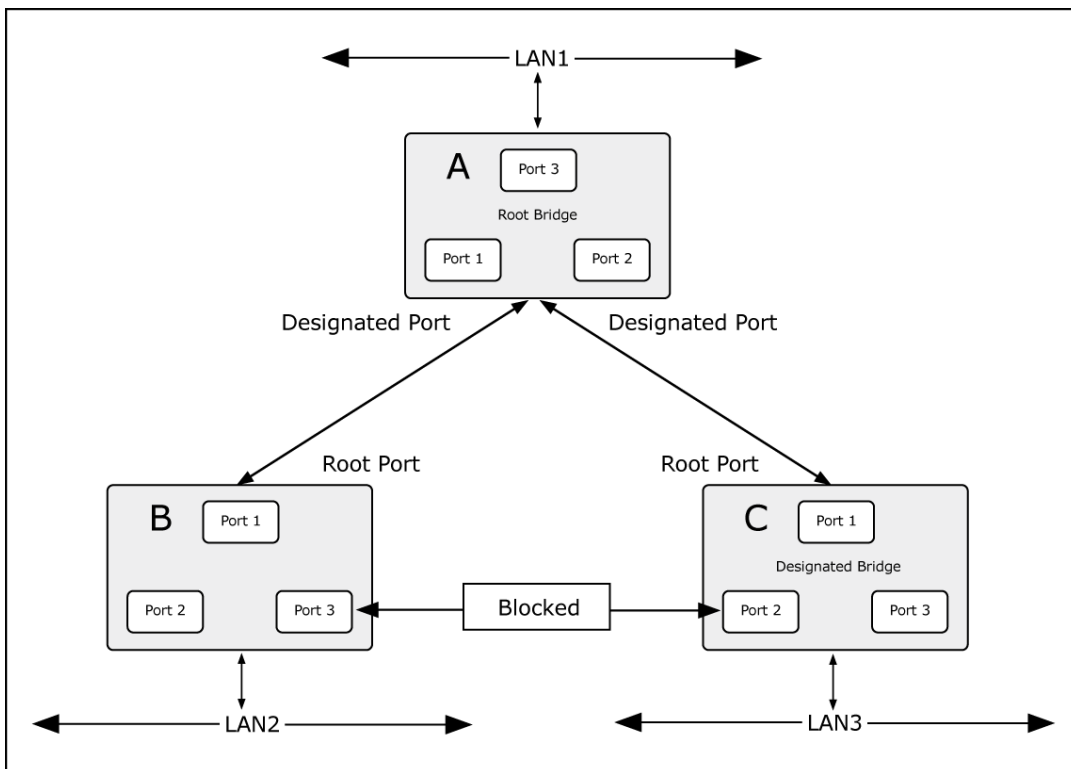 LAN1
A
Port 3
Root Bridge
Port 1
Port 2
Designated Port
Designated Port
Root Port
Root Port
B
Port 1
C
Port 1
Designated Bridge
Port 2
Port 3
Blocked
Port 2
Port 3
LAN2
LAN3